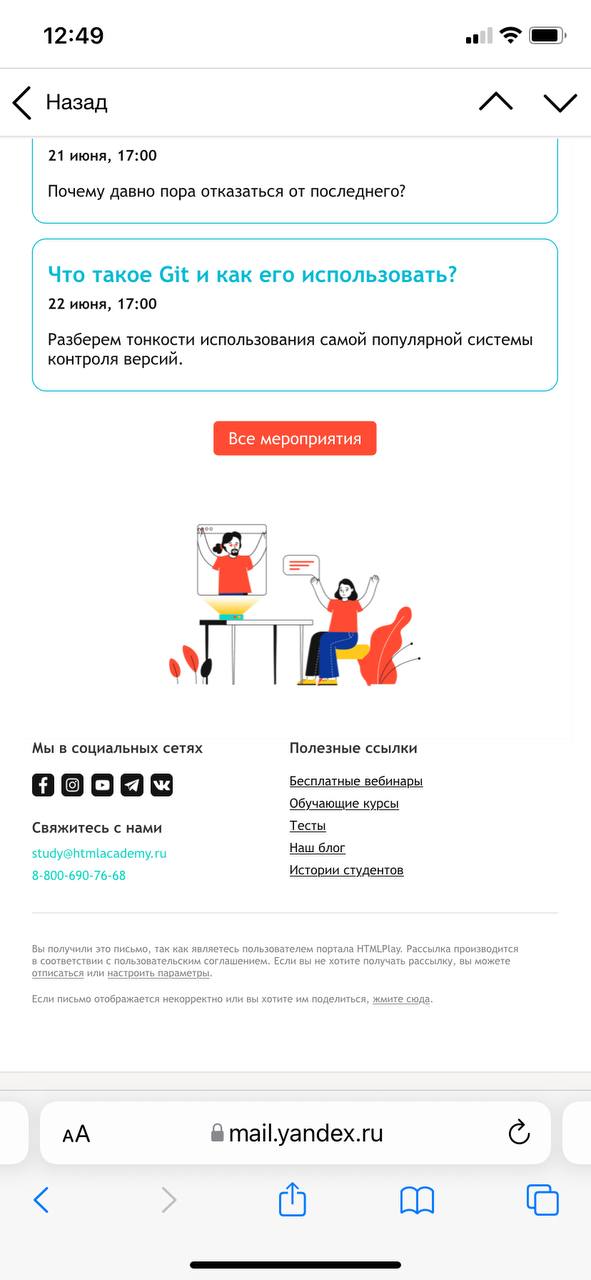 12:49
Назад
21 июня, 17:00
Почему давно пора отказаться от последнего?
Что такое Git и как его использовать?
22 июня, 17:00
Разберем тонкости использования самой популярной системы
контроля версий.
Все мероприятия
Мы в социальных сетях
Свяжитесь с нами
study@htmlacademy.ru
8-800-690-76-68
Полезные ссылки
Бесплатные вебинары
Обучающие курсы
Тесты
Наш блог
Истории студентов
Вы получили это письмо, так как являетесь пользователем портала HTMLPlay. Рассылка производится
в соответствии с пользовательским соглашением. Если вы не хотите получать рассылку, вы можете
отписаться или настроить параметры.
Если письмо отображается некорректно или вы хотите им поделиться, жмите сюда.
AA mail.yandex.ru